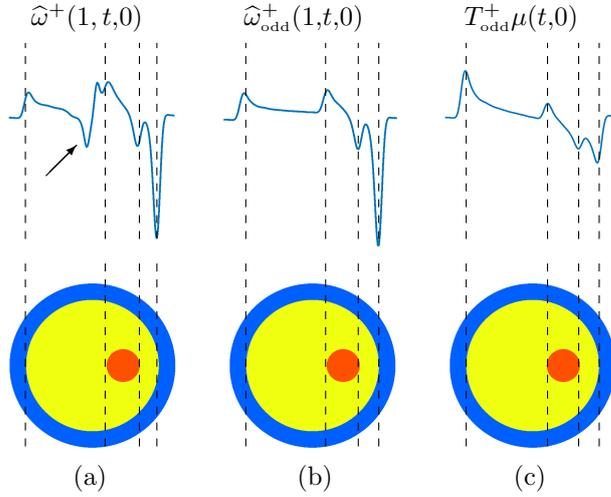 ω̂⁺(1, t,0) ω̂⁺odd(1,t,0) T⁺oddμ(t,0)
(a) (b) (c)